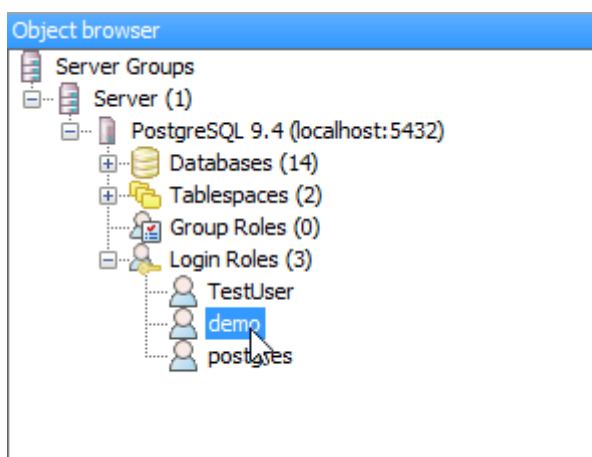 Object browser
Server Groups
Server (1)
PostgreSQL 9.4 (localhost:5432)
Databases (14)
Tablespaces (2)
Group Roles (0)
Login Roles (3)
TestUser
demo
postgres